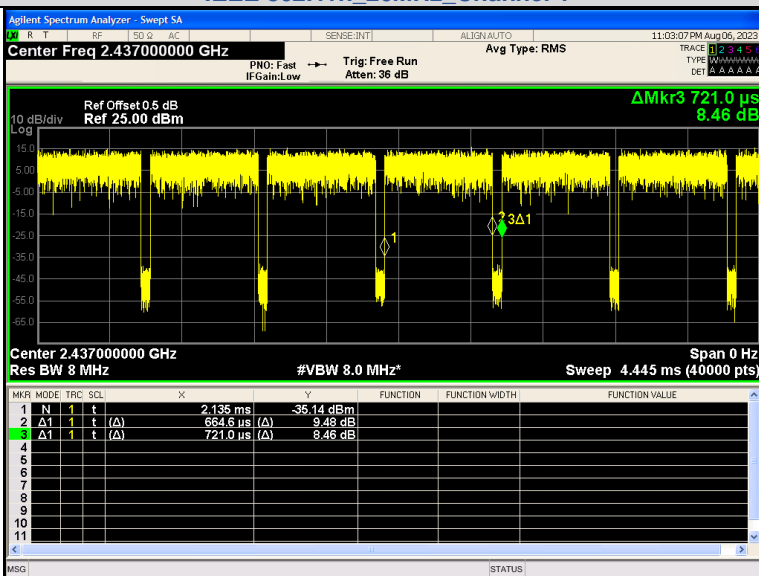 Agilent Spectrum Analyzer - Swept SA
LXI R T RF 50 Ω AC SENSE:INT ALIGN AUTO 11:03:07 PM Aug 06, 2023
Center Freq 2.437000000 GHz
Avg Type: RMS
TRACE 1 2 3 4 5 6
PNO: Fast Trig: Free Run
TYPE W
IFGain:Low Atten: 36 dB
DET A A A A A
ΔMkr3 721.0 µs
8.46 dB
Ref Offset 0.5 dB
10 dB/div Ref 25.00 dBm
Log
15.0
5.00
-5.00
-15.0
-25.0
-35.0
-45.0
-55.0
-65.0
1
3Δ1
Center 2.437000000 GHz Span 0 Hz
Res BW 8 MHz #VBW 8.0 MHz* Sweep 4.445 ms (40000 pts)
MKR MODE TRC SCL X Y FUNCTION FUNCTION WIDTH FUNCTION VALUE
1 N 1 t 2.135 ms -35.14 dBm
2 Δ1 1 t (Δ) 664.6 µs (Δ) 9.48 dB
3 Δ1 1 t (Δ) 721.0 µs (Δ) 8.46 dB
4
5
6
7
8
9
10
11
MSG STATUS